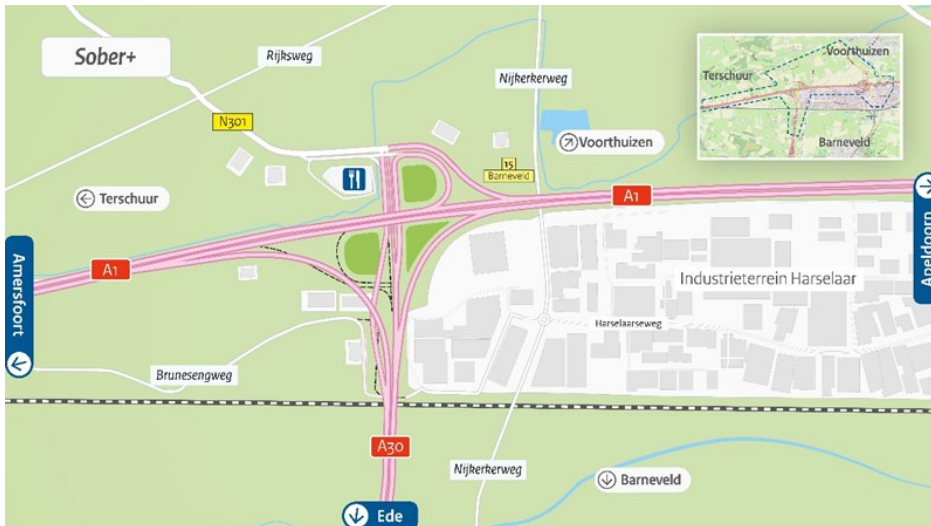 Sober+
Rijksweg
Nijkerkerweg
Voorthuizen
Terschuur
Barneveld
N301
Voorthuizen
15
Barneveld
Terschuur
A1
A1
Apeldoorn
Amersfoort
Industrieterrein Harselaar
Harselaarseweg
Brunesengweg
A30
Nijkerkerweg
Barneveld
Ede